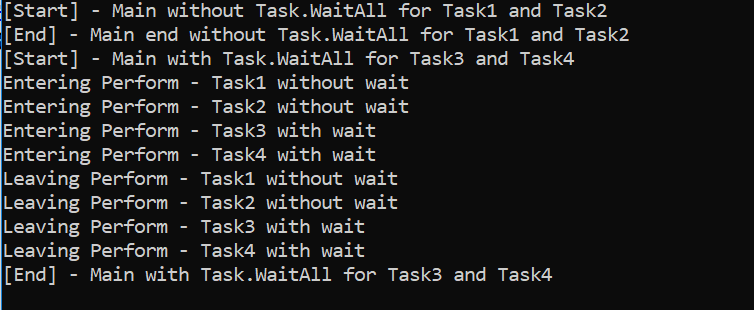 [Start] - Main without Task.WaitAll for Task1 and Task2
[End] - Main end without Task.WaitAll for Task1 and Task2
[Start] - Main with Task.WaitAll for Task3 and Task4
Entering Perform - Task1 without wait
Entering Perform - Task2 without wait
Entering Perform - Task3 with wait
Entering Perform - Task4 with wait
Leaving Perform - Task1 without wait
Leaving Perform - Task2 without wait
Leaving Perform - Task3 with wait
Leaving Perform - Task4 with wait
[End] - Main with Task.WaitAll for Task3 and Task4